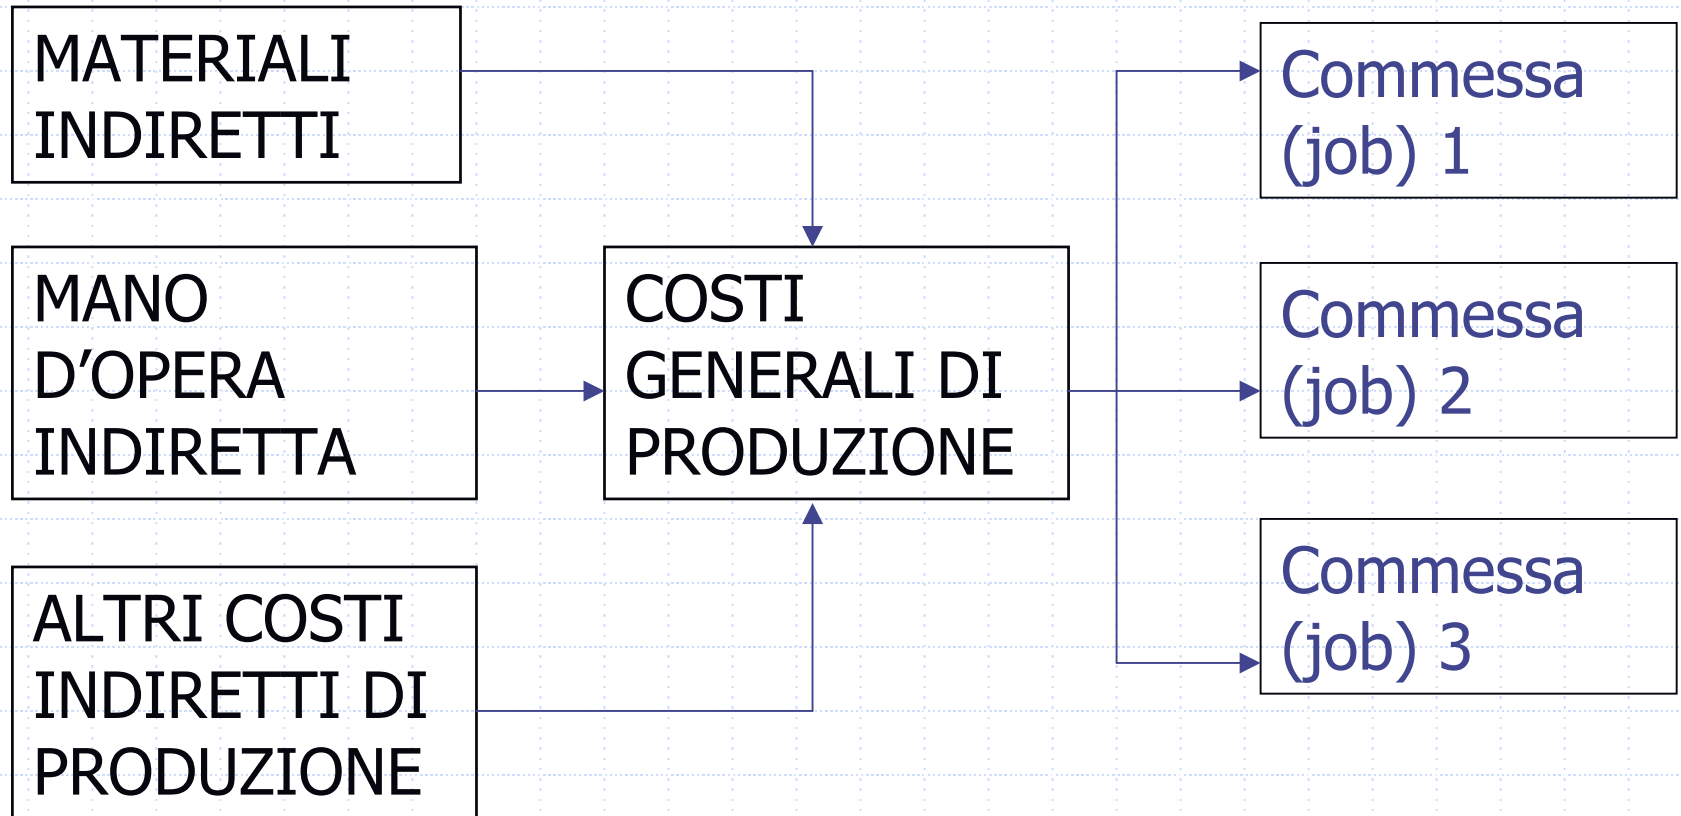 MATERIALI
INDIRETTI
MANO
D’OPERA
INDIRETTA
ALTRI COSTI
INDIRETTI DI
PRODUZIONE
COSTI
GENERALI DI
PRODUZIONE
Commessa
(job) 1
Commessa
(job) 2
Commessa
(job) 3